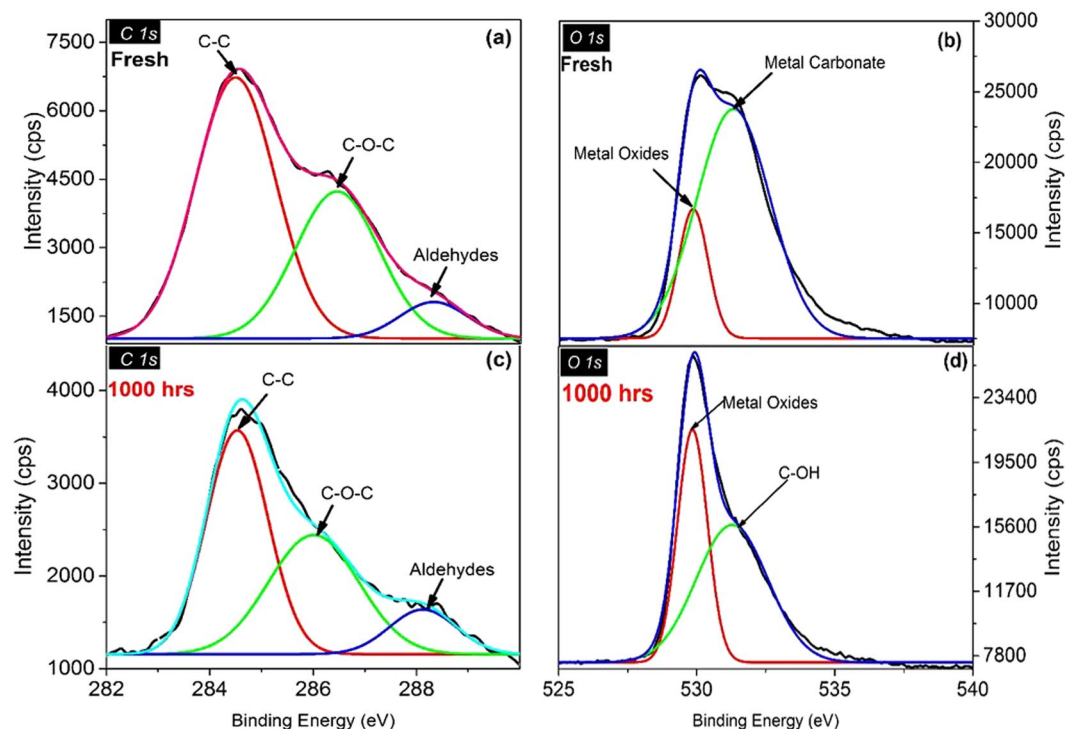 C 1s
Fresh
(a)
C-C
C-O-C
Aldehydes
7500
6000
4500
3000
1500
Intensity (cps)
O 1s
Fresh
(b)
Metal Carbonate
Metal Oxides
30000
25000
20000
15000
10000
Intensity (cps)
C 1s
1000 hrs
(c)
C-C
C-O-C
Aldehydes
4000
3000
2000
1000
Intensity (cps)
282 284 286 288
Binding Energy (eV)
O 1s
1000 hrs
(d)
Metal Oxides
C-OH
23400
19500
15600
11700
7800
Intensity (cps)
525 530 535 540
Binding Energy (eV)